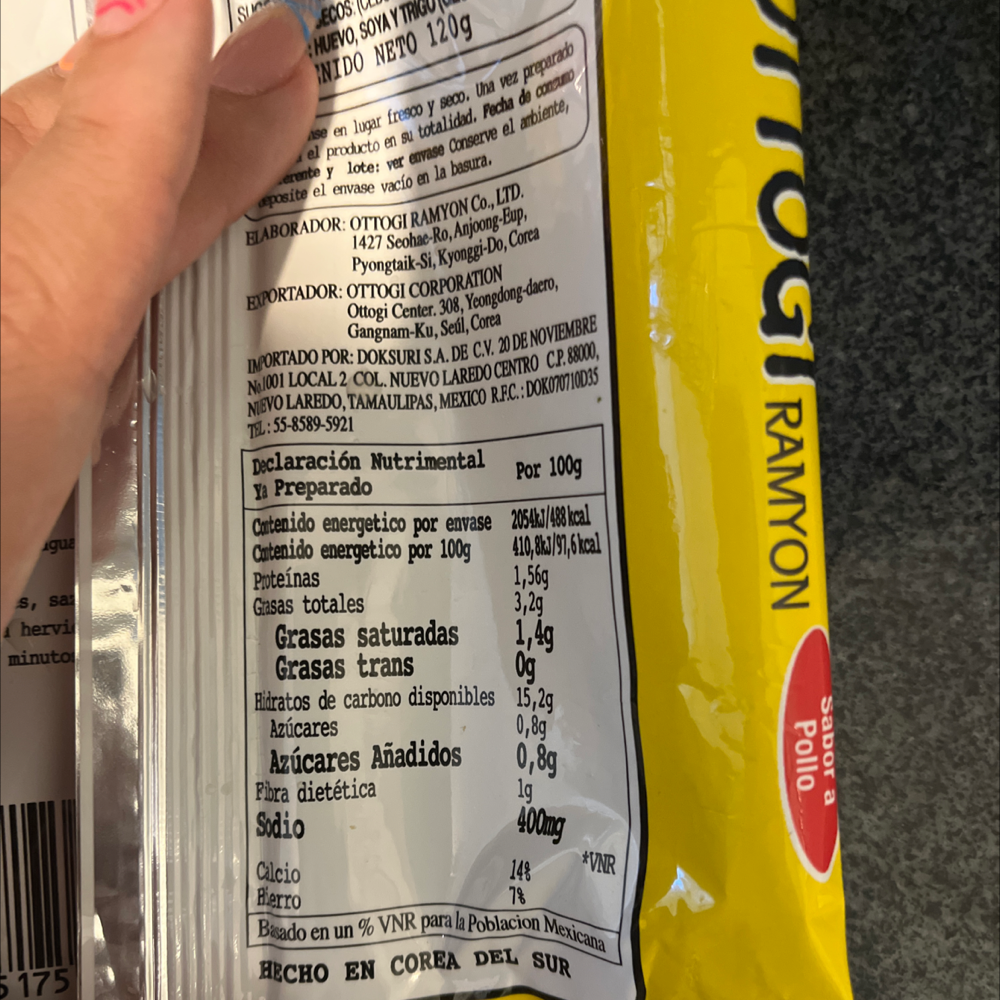 HUEVO, SOYA Y TRIGO
NIDO NETO 120g
en lugar fresco y seco. Una vez preparado
el producto en su totalidad. Fecha de consumo
y lote: ver envase Conserve el ambiente,
el envase vacío en la basura.
ELABORADOR: OTTOGI RAMYON Co., LTD.
1427 Seohae-Ro, Anjoong-Eup,
Pyongtaik-Si, Kyonggi-Do, Corea
EXPORTADOR: OTTOGI CORPORATION
Ottogi Center. 308, Yeongdong-daero,
Gangnam-Ku, Seúl, Corea
IMPORTADO POR: DOKSURI S.A. DE C.V. 20 DE NOVIEMBRE
No.1001 LOCAL 2 COL. NUEVO LAREDO CENTRO C.P. 88000,
NUEVO LAREDO, TAMAULIPAS, MEXICO R.F.C.: DOK070710D35
TEL: 55-8589-5921
Declaración Nutrimental Por 100g
Ya Preparado
Contenido energetico por envase 2054kJ/488 kcal
Contenido energetico por 100g 410,8kJ/97,6 kcal
Proteínas 1,56g
Grasas totales 3,2g
Grasas saturadas 1,4g
Grasas trans 0g
Hidratos de carbono disponibles 15,2g
Azúcares 0,8g
Azúcares Añadidos 0,8g
Fibra dietética 1g
Sodio 400mg
*VNR
Calcio 14%
Hierro 7%
Basado en un % VNR para la Poblacion Mexicana
HECHO EN COREA DEL SUR
OTTOGI RAMYON
Sabor a
Pollo
hervi
minutos
5 175